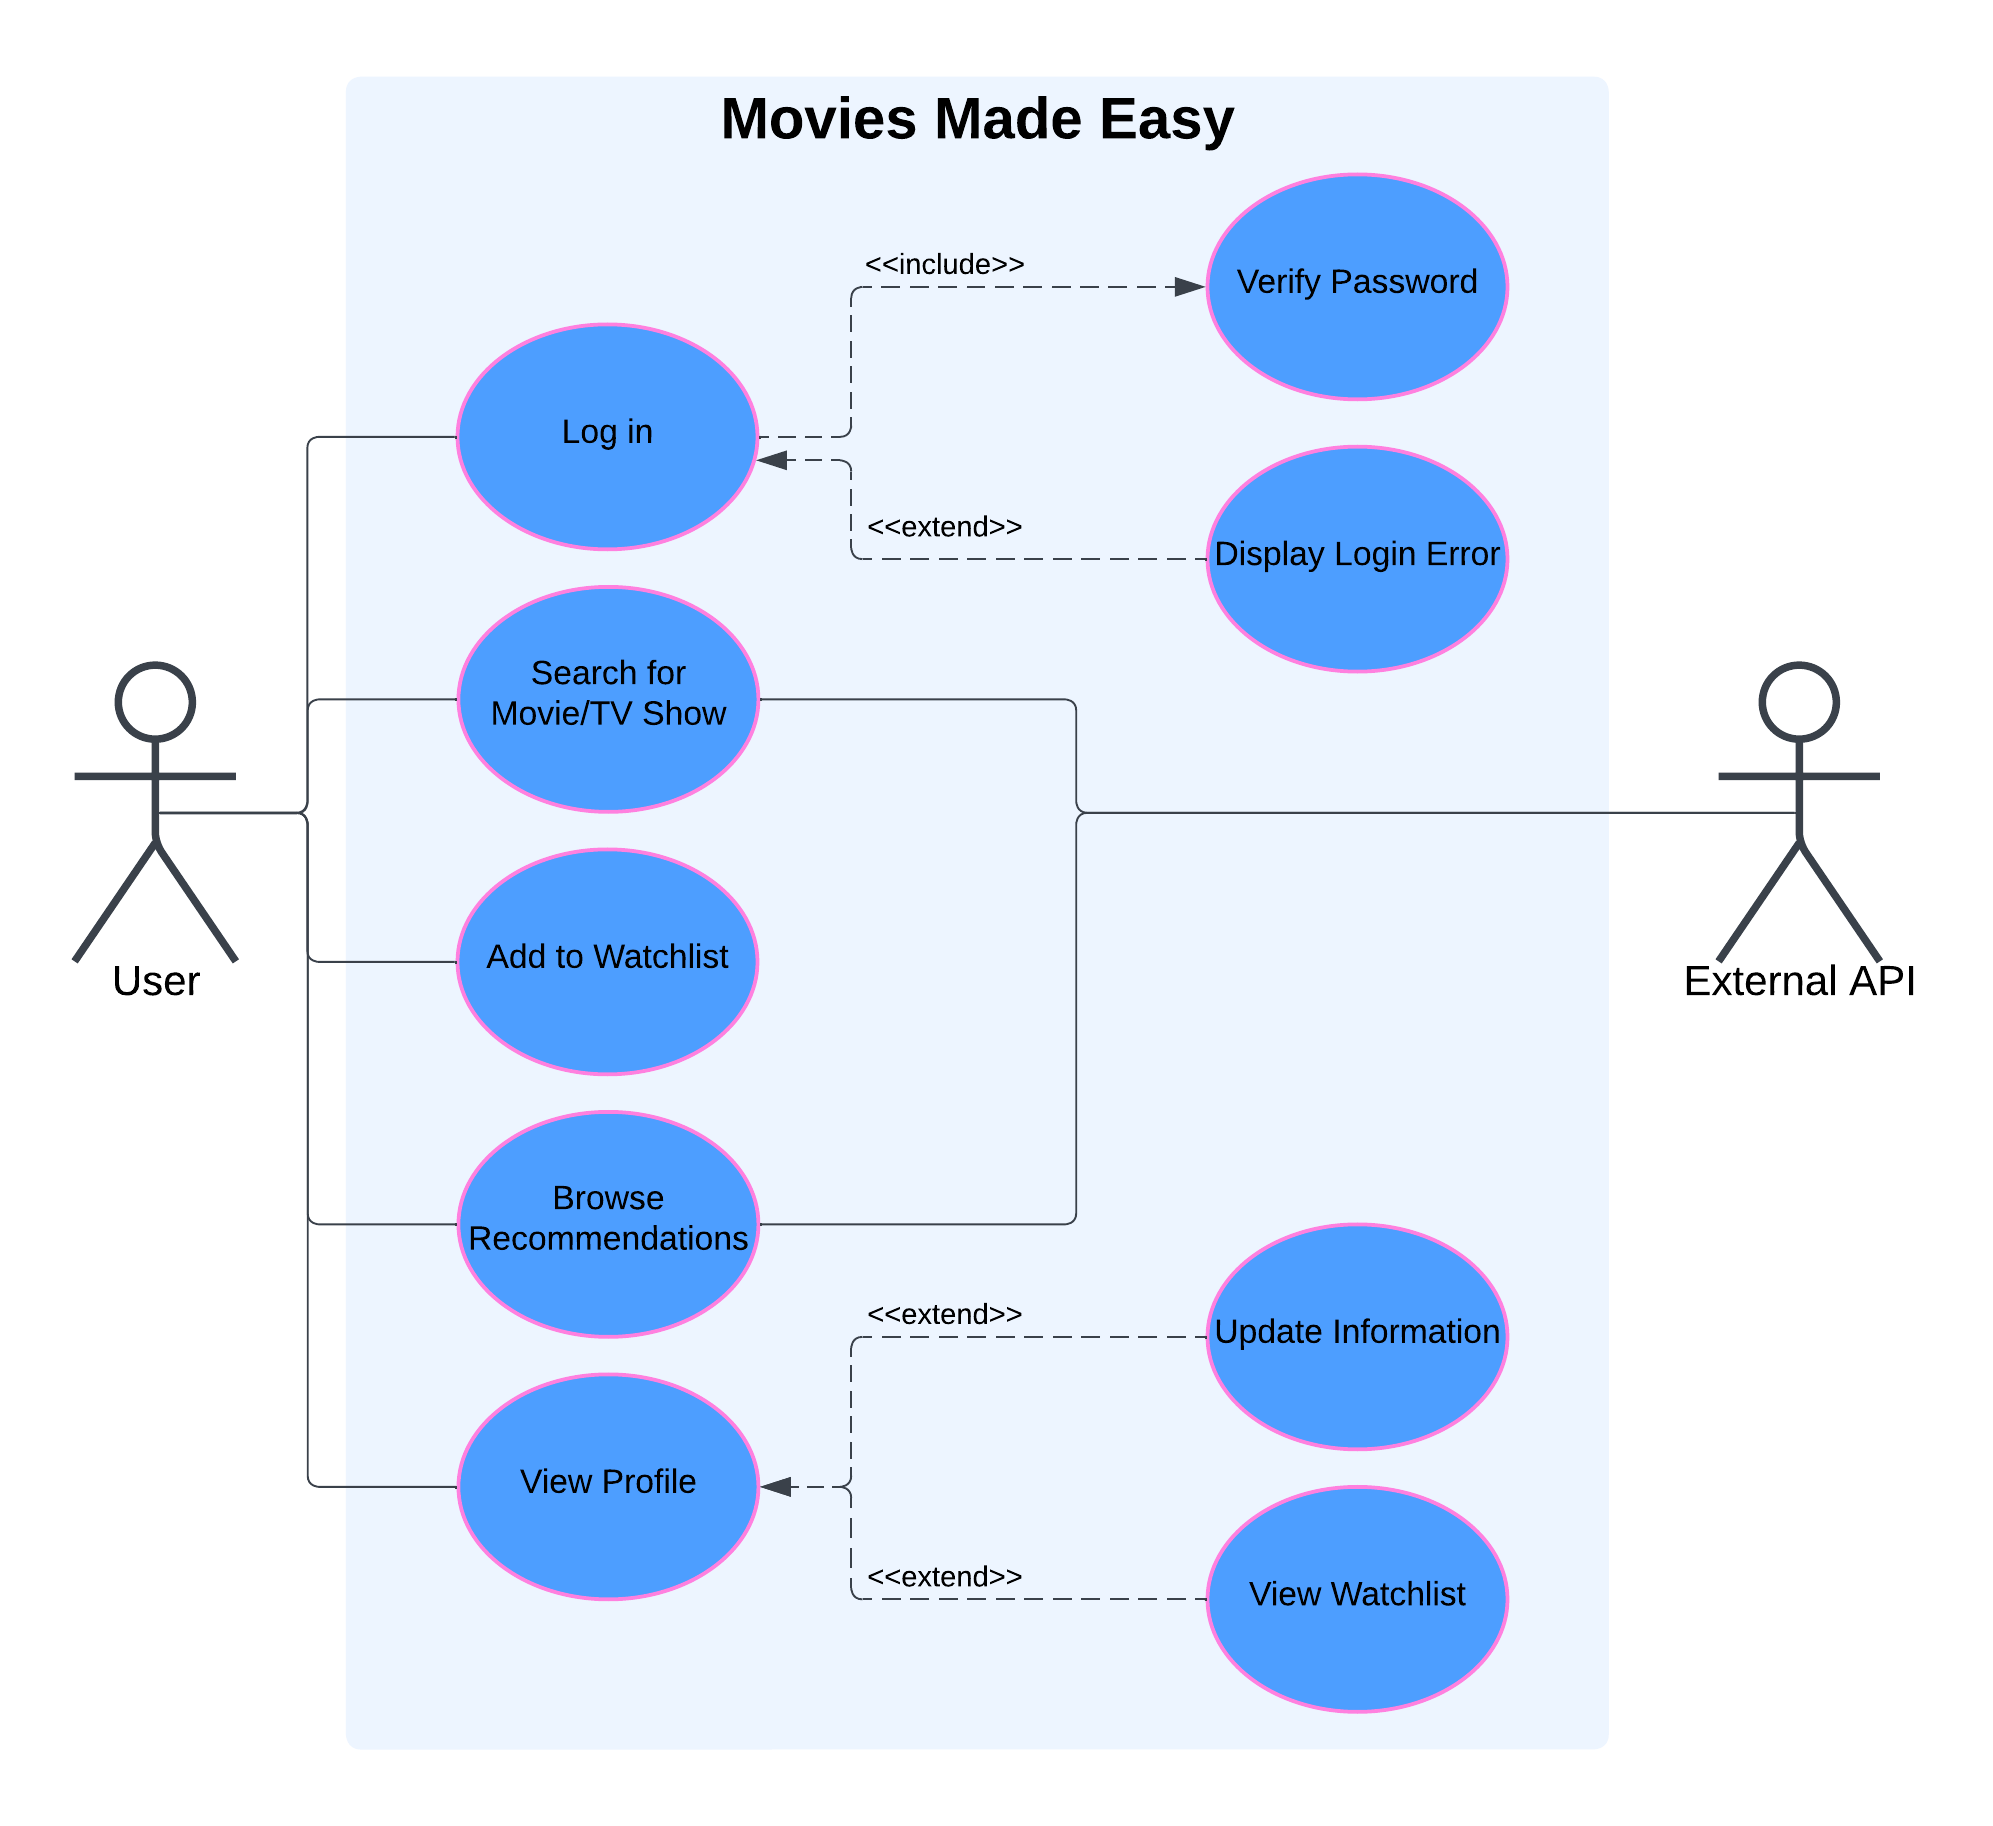 Movies Made Easy
<<include>>
Verify Password
Log in
<<extend>>
Display Login Error
Search for
Movie/TV Show
User
External API
Add to Watchlist
Browse
Recommendations
<<extend>>
Update Information
View Profile
<<extend>>
View Watchlist